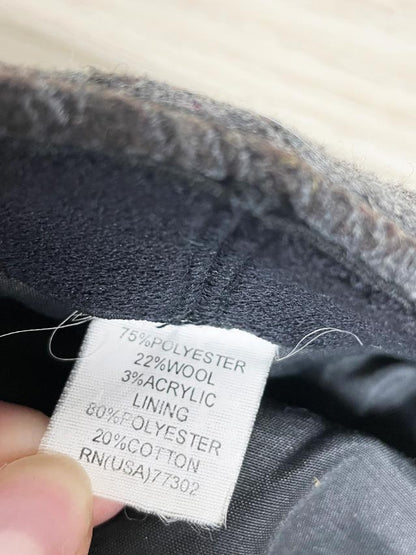 75%POLYESTER
22%WOOL
3%ACRYLIC
LINING
80%POLYESTER
20%COTTON
RN(USA)77302